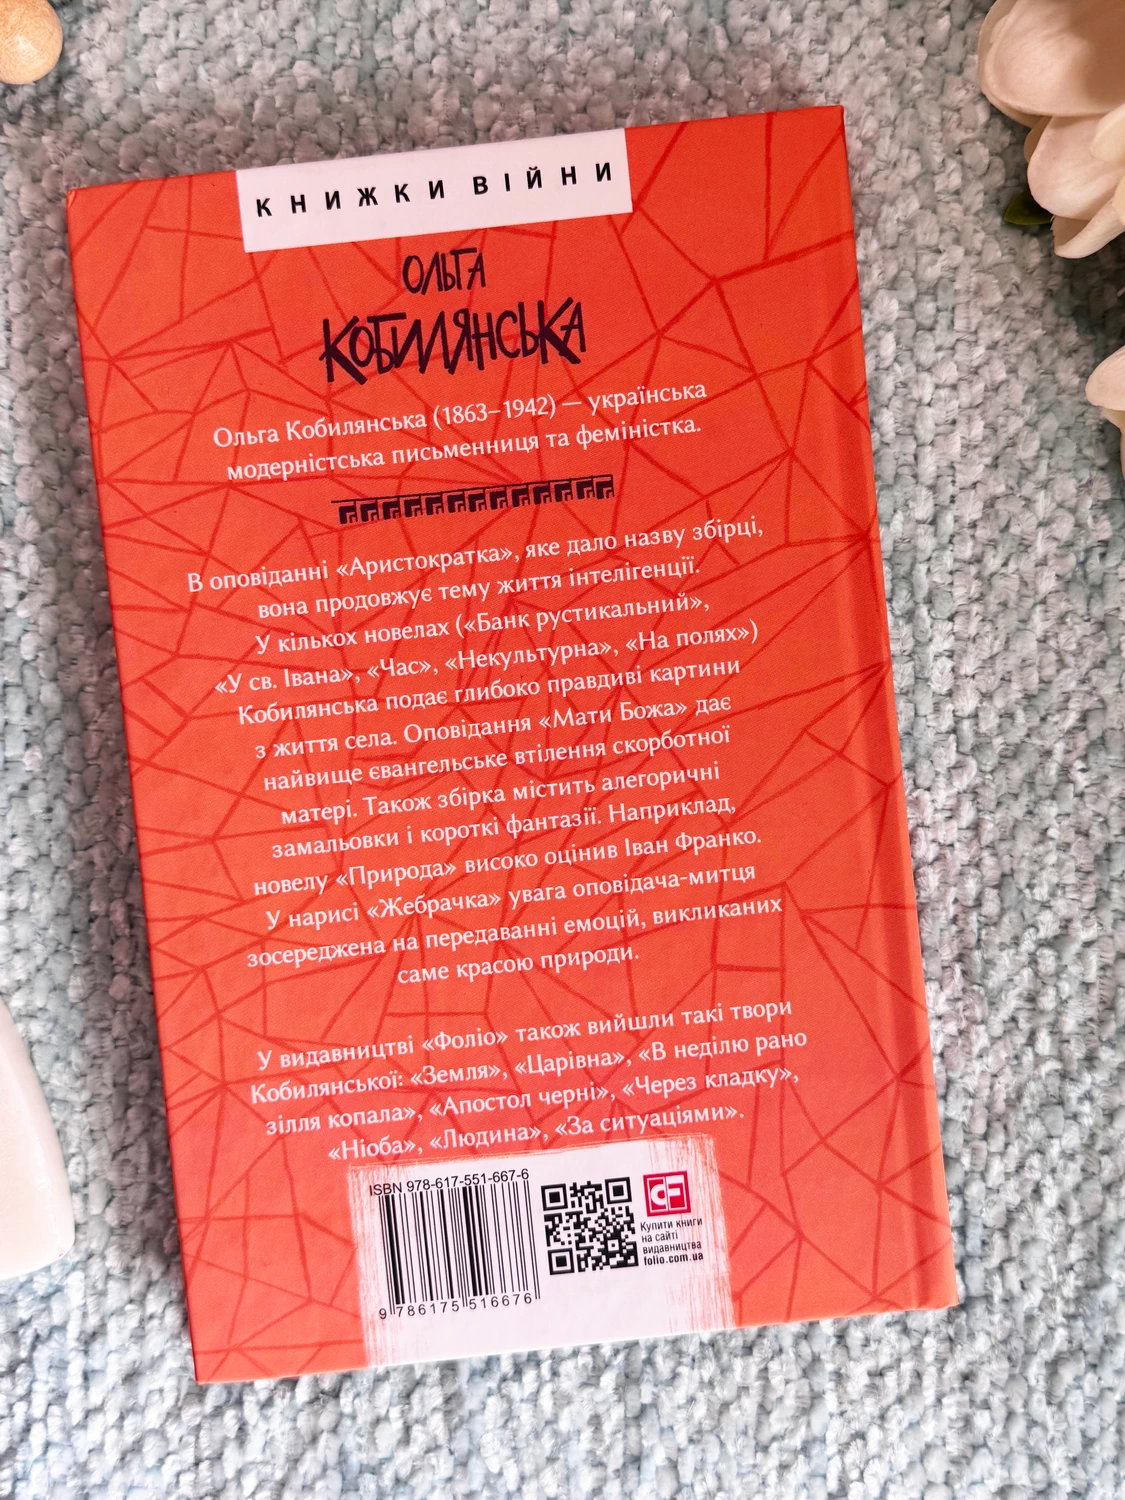 КНИЖКИ ВІЙНИ
ОЛЬГА
КОБИЛЯНСЬКА
Ольга Кобилянська (1863–1942) — українська
модерністська письменниця та феміністка.
В оповіданні «Аристократка», яке дало назву збірці,
вона продовжує тему життя інтелігенції.
У кількох новелах («Банк рустикальний»,
«У св. Івана», «Час», «Некультурна», «На полях»)
Кобилянська подає глибоко правдиві картини
з життя села. Оповідання «Мати Божа» дає
найвище євангельське втілення скорботної
матері. Також збірка містить алегоричні
замальовки і короткі фантазії. Наприклад,
новелу «Природа» високо оцінив Іван Франко.
У нарисі «Жебрачка» увага оповідача-митця
зосереджена на передаванні емоцій, викликаних
саме красою природи.
У видавництві «Фоліо» також вийшли такі твори
Кобилянської: «Земля», «Царівна», «В неділю рано
зілля копала», «Апостол черні», «Через кладку»,
«Ніоба», «Людина», «За ситуаціями».
ISBN 978-617-551-667-6
9 786175 516676
CF
Купити книги
на сайті
видавництва
folio.com.ua